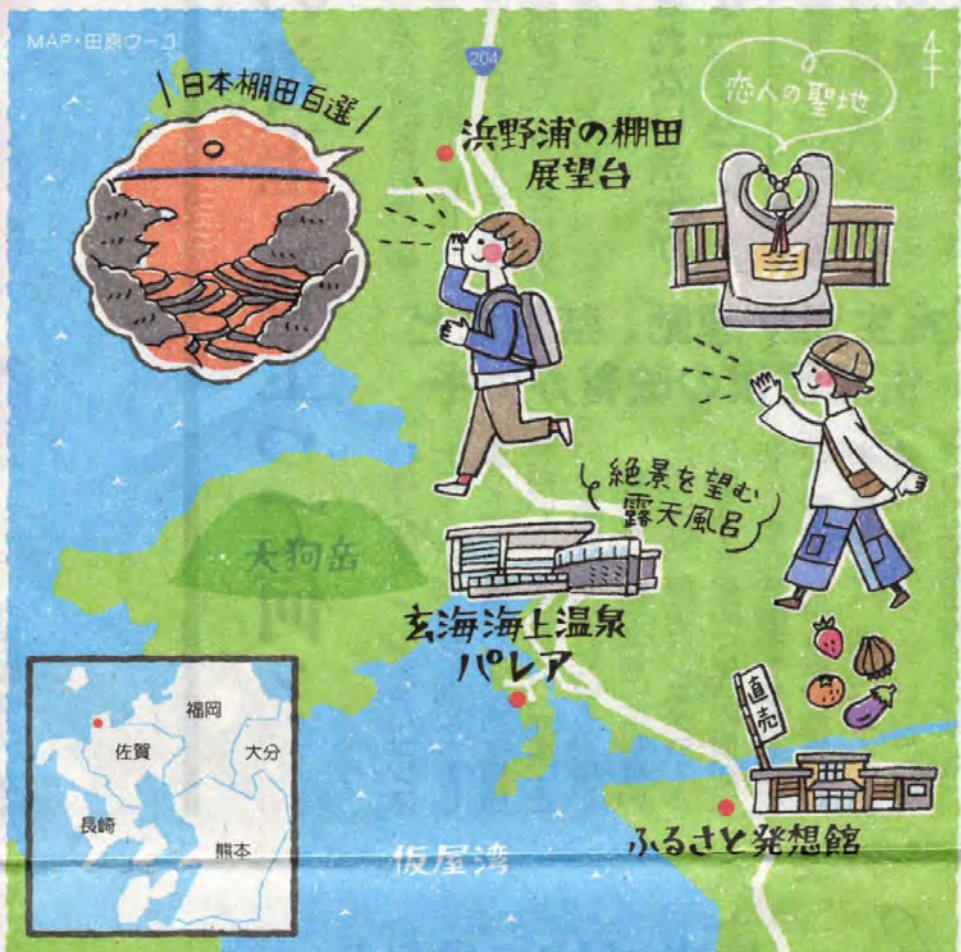 MAP・田原ウーゴ
204
日本棚田百選
恋人の聖地
浜野浦の棚田
展望台
絶景を望む
露天風呂
天狗岳
玄海海上温泉
パレア
直売
福岡
佐賀
大分
長崎
熊本
仮屋湾
ふるさと発想館